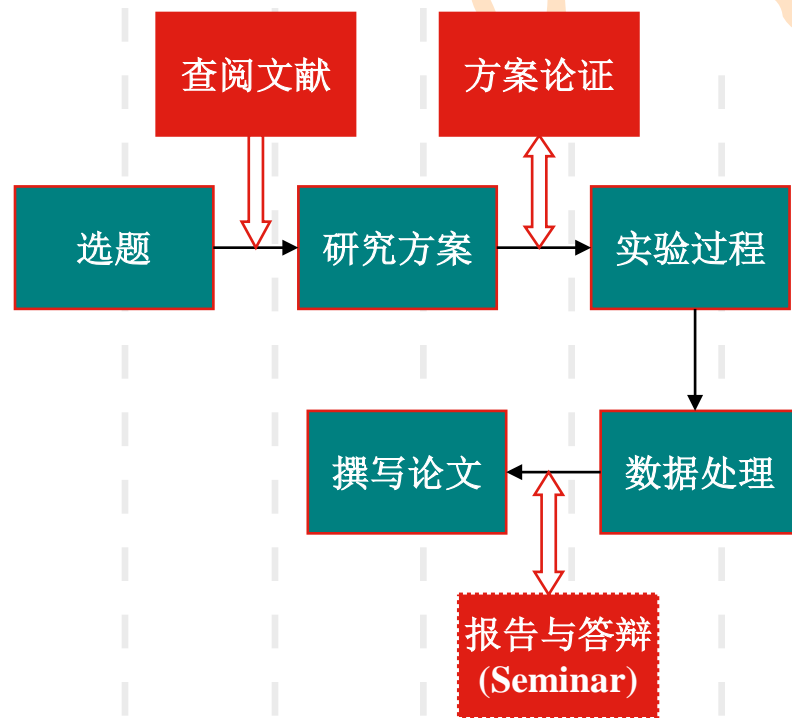 查阅文献
方案论证
选题
研究方案
实验过程
撰写论文
数据处理
报告与答辩
(Seminar)